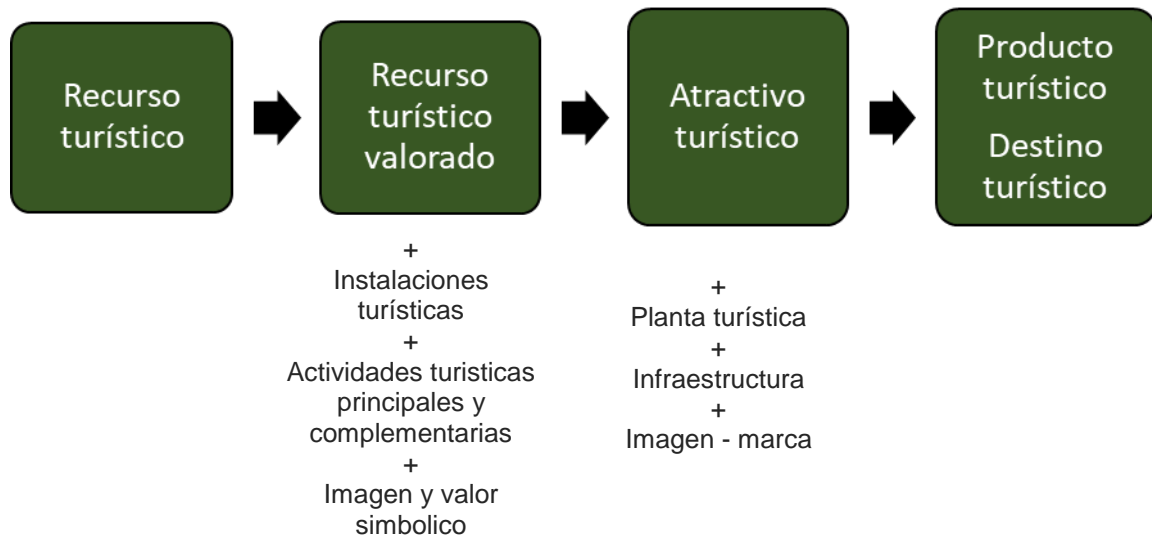 Recurso
turístico
Recurso
turístico
valorado
Atractivo
turístico
Producto
turístico
Destino
turístico
+
Instalaciones
turísticas
+
Actividades turisticas
principales y
complementarias
+
Imagen y valor
simbolico
+
Planta turística
+
Infraestructura
+
Imagen - marca